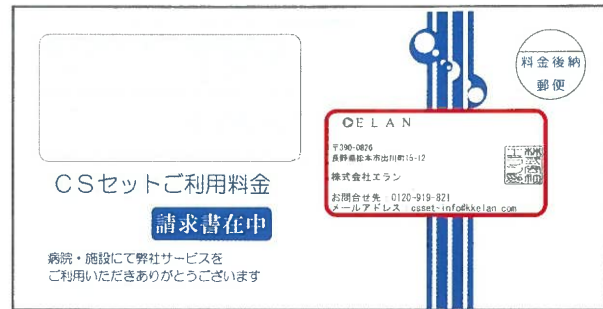 料金後納
郵便
ELAN
〒390-0826
長野県松本市出川町15-12
株式会社エラン
お問合せ先：0120-919-821
メールアドレス：csset-info@kkelan.com
CSセットご利用料金
請求書在中
病院・施設にて弊社サービスを
ご利用いただきありがとうございます